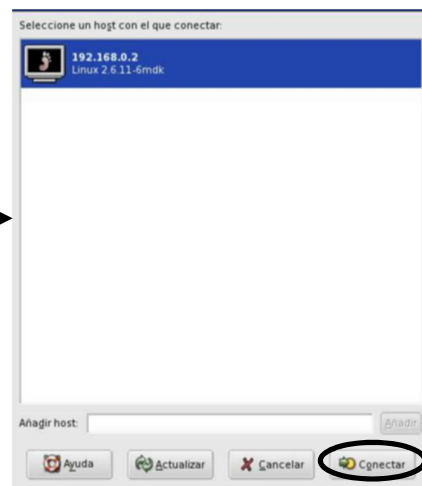 Seleccione un host con el que conectar:
192.168.0.2
Linux 2.6.11-6mdk
Añadir host:
Añadir
Ayuda
Actualizar
Cancelar
Conectar